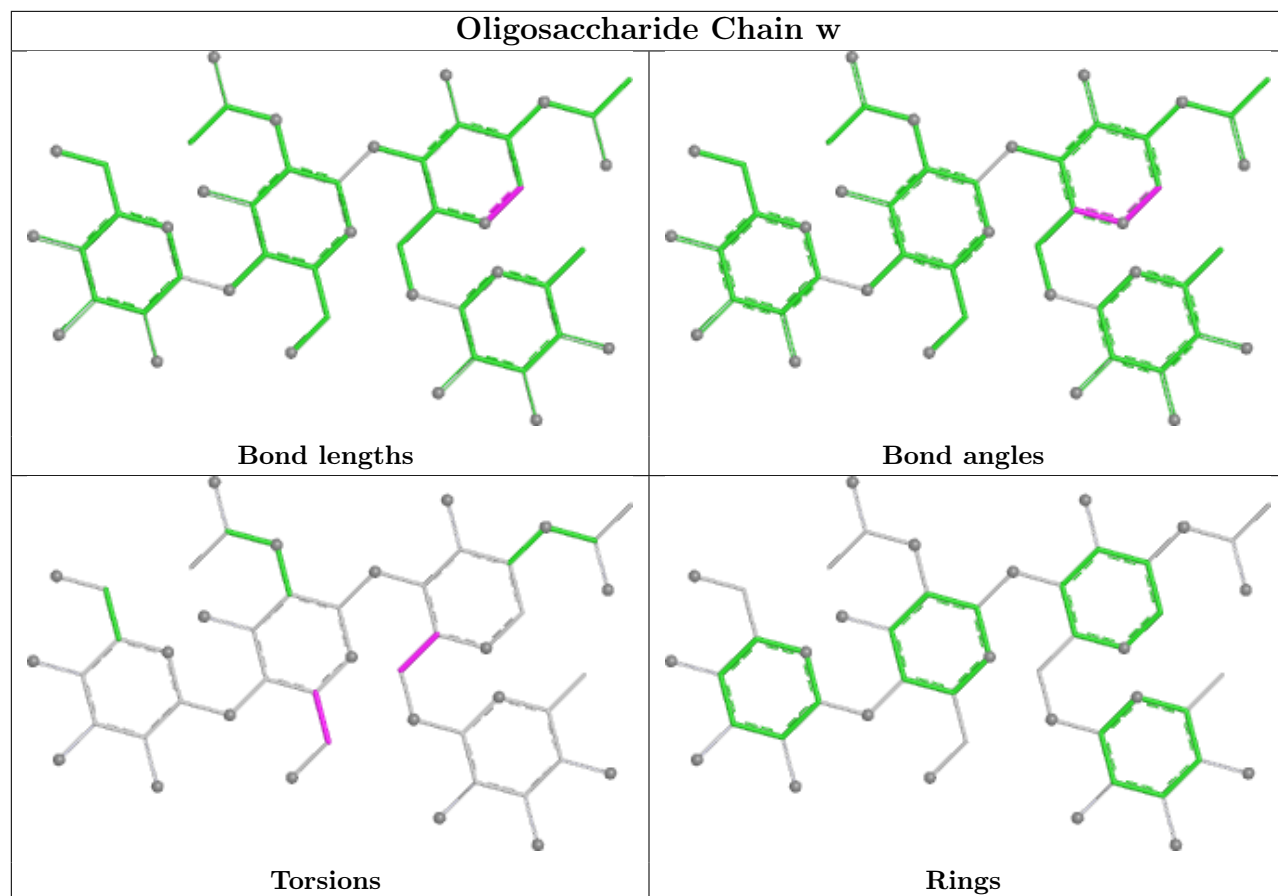 Oligosaccharide Chain w
Bond lengths
Bond angles
Torsions
Rings